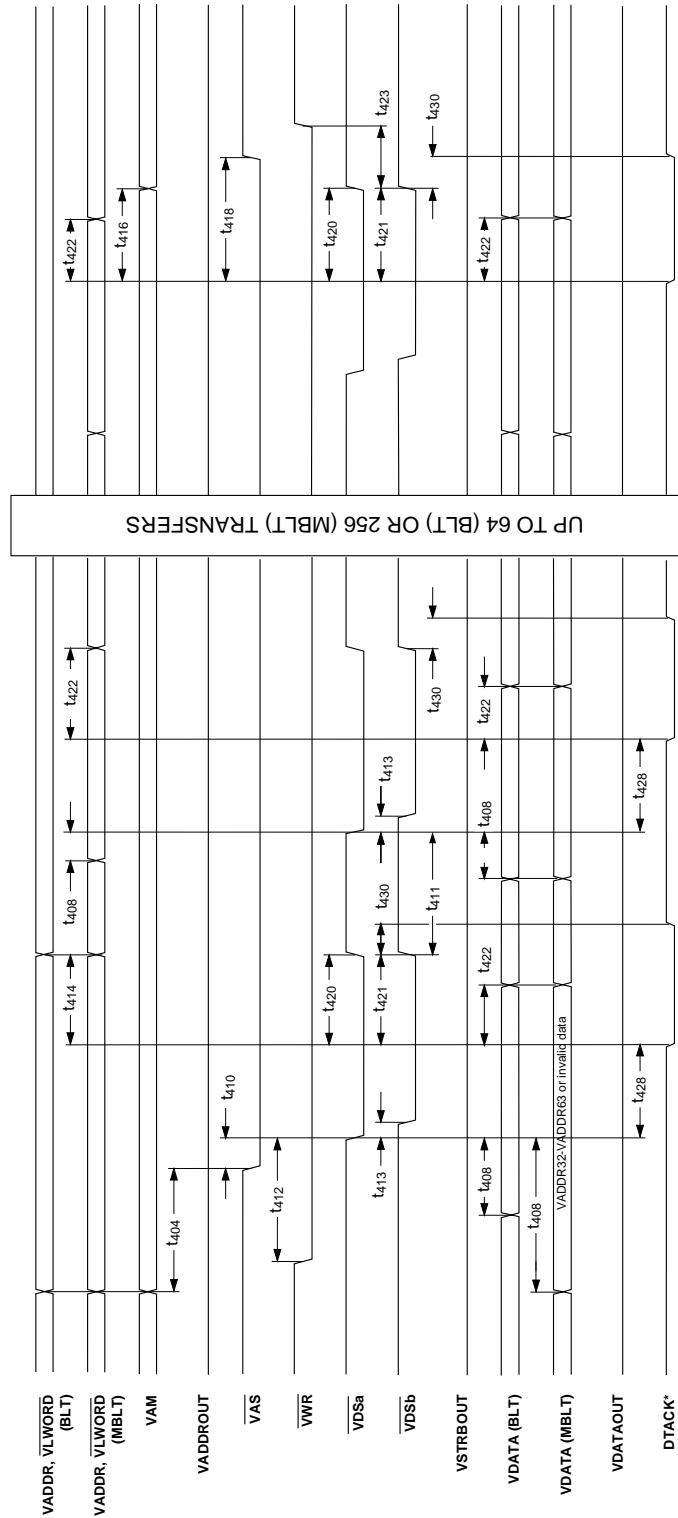 VADDR, VLWORD
(BLT)
t414 t408 t422 t422
VADDR, VLWORD
(MBLT)
t416
VAM
t404
VADDROUT
t410 t418
VAS
t412
VWR
t420 t420
VDSa
t413 t421 t430 t413 t421 t423
VDSb
t411 t430 t430
VSTRBOUT
t408 t422 t408 t422 t422
VDATA (BLT)
t408
VDATA (MBLT)
VADDR32-VADDR63 or invalid data
VDATAOUT
t428 t428
DTACK*
UP TO 64 (BLT) OR 256 (MBLT) TRANSFERS